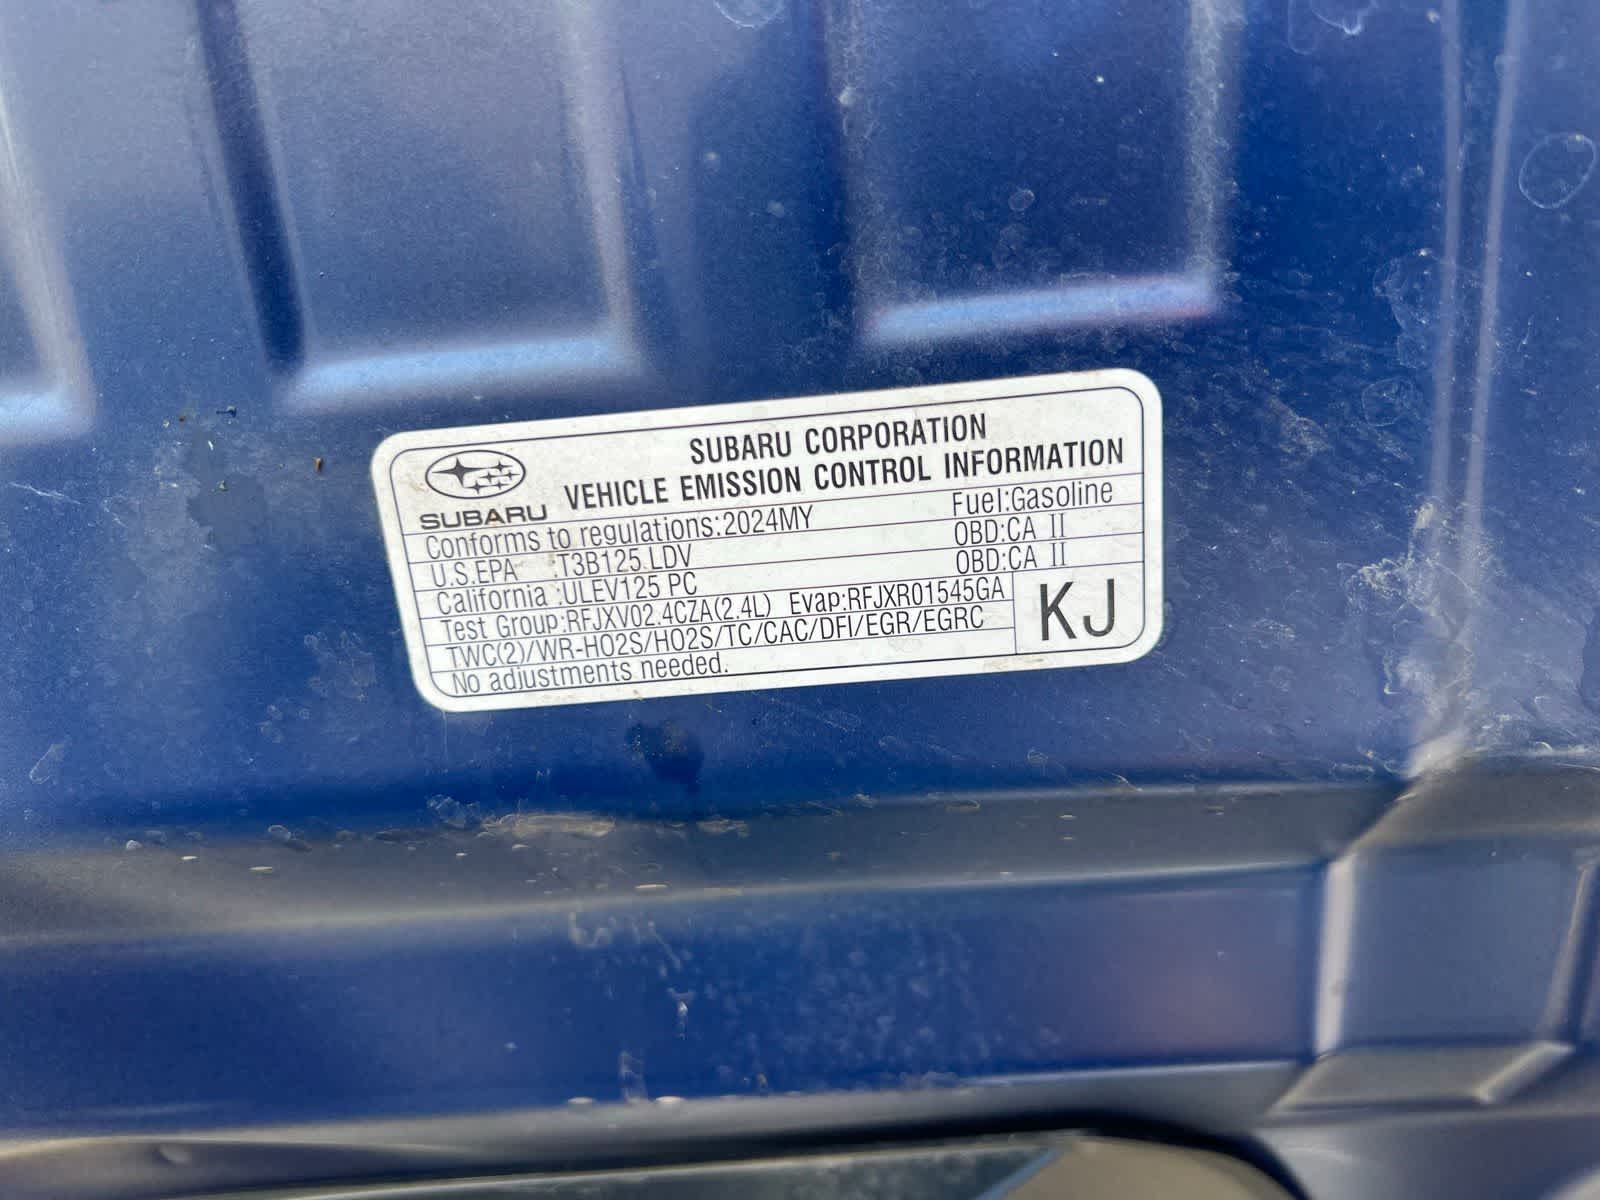 SUBARU CORPORATION
SUBARU VEHICLE EMISSION CONTROL INFORMATION
Conforms to regulations:2024MY Fuel:Gasoline
U.S.EPA :T3B125 LDV OBD:CA II
California :ULEV125 PC OBD:CA II
Test Group:RFJXV02.4CZA(2.4L) Evap:RFJXR01545GA
TWC(2)/WR-HO2S/HO2S/TC/CAC/DFI/EGR/EGRC
No adjustments needed.
KJ